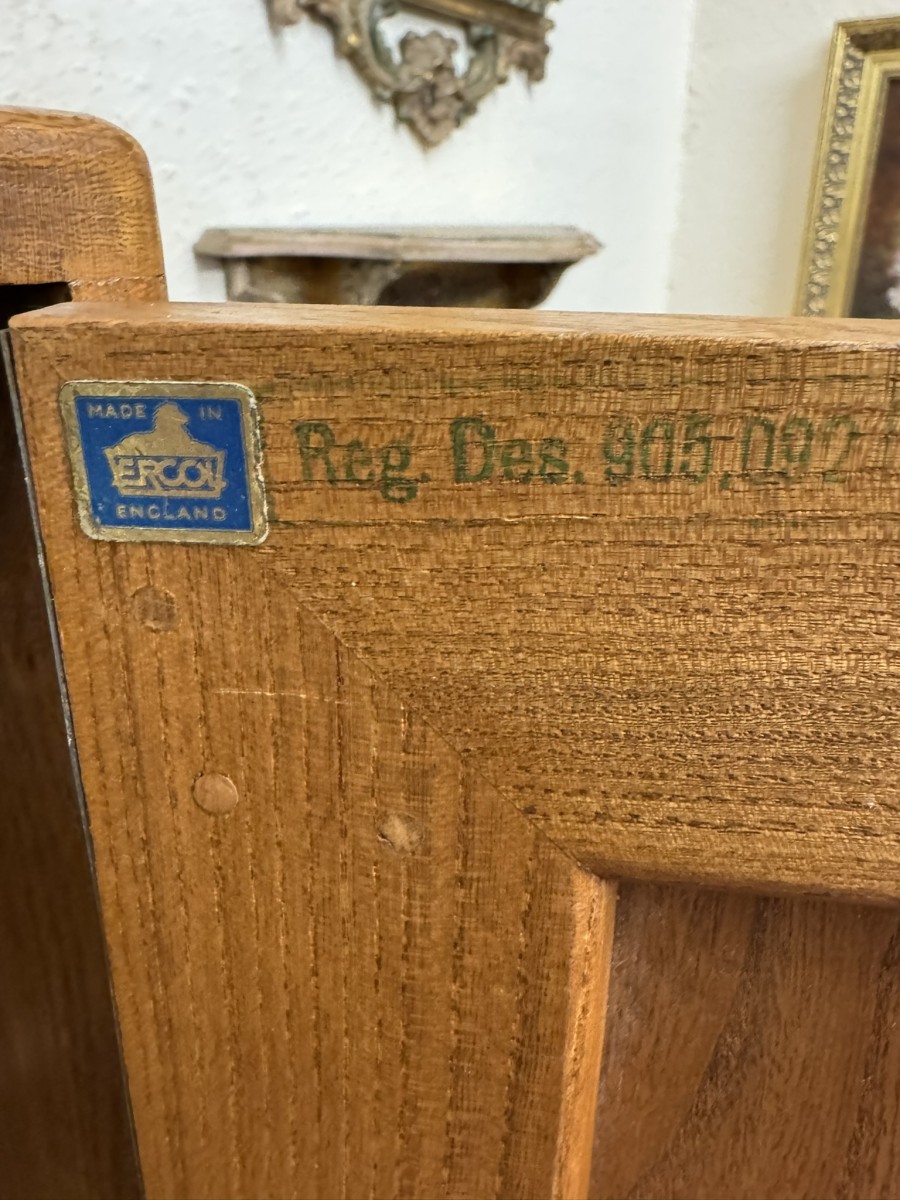 MADE IN
ERCOL
ENGLAND
Reg. Des. 905,092